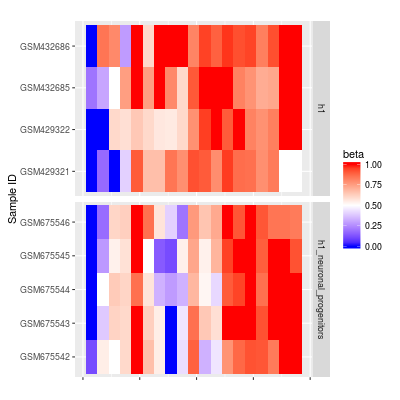 GSM432686
GSM432685
GSM429322
GSM429321
h1
GSM675546
GSM675545
GSM675544
GSM675543
GSM675542
h1_neuronal_progenitors
Sample ID
beta
1.00
0.75
0.50
0.25
0.00